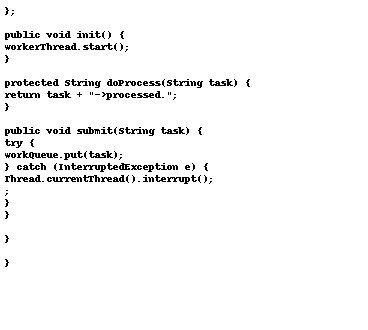 };
public void init() {
workerThread.start();
}
protected String doProcess(String task) {
return task + "->processed.";
}
public void submit(String task) {
try {
workQueue.put(task);
} catch (InterruptedException e) {
Thread.currentThread().interrupt();
;
}
}
}
}